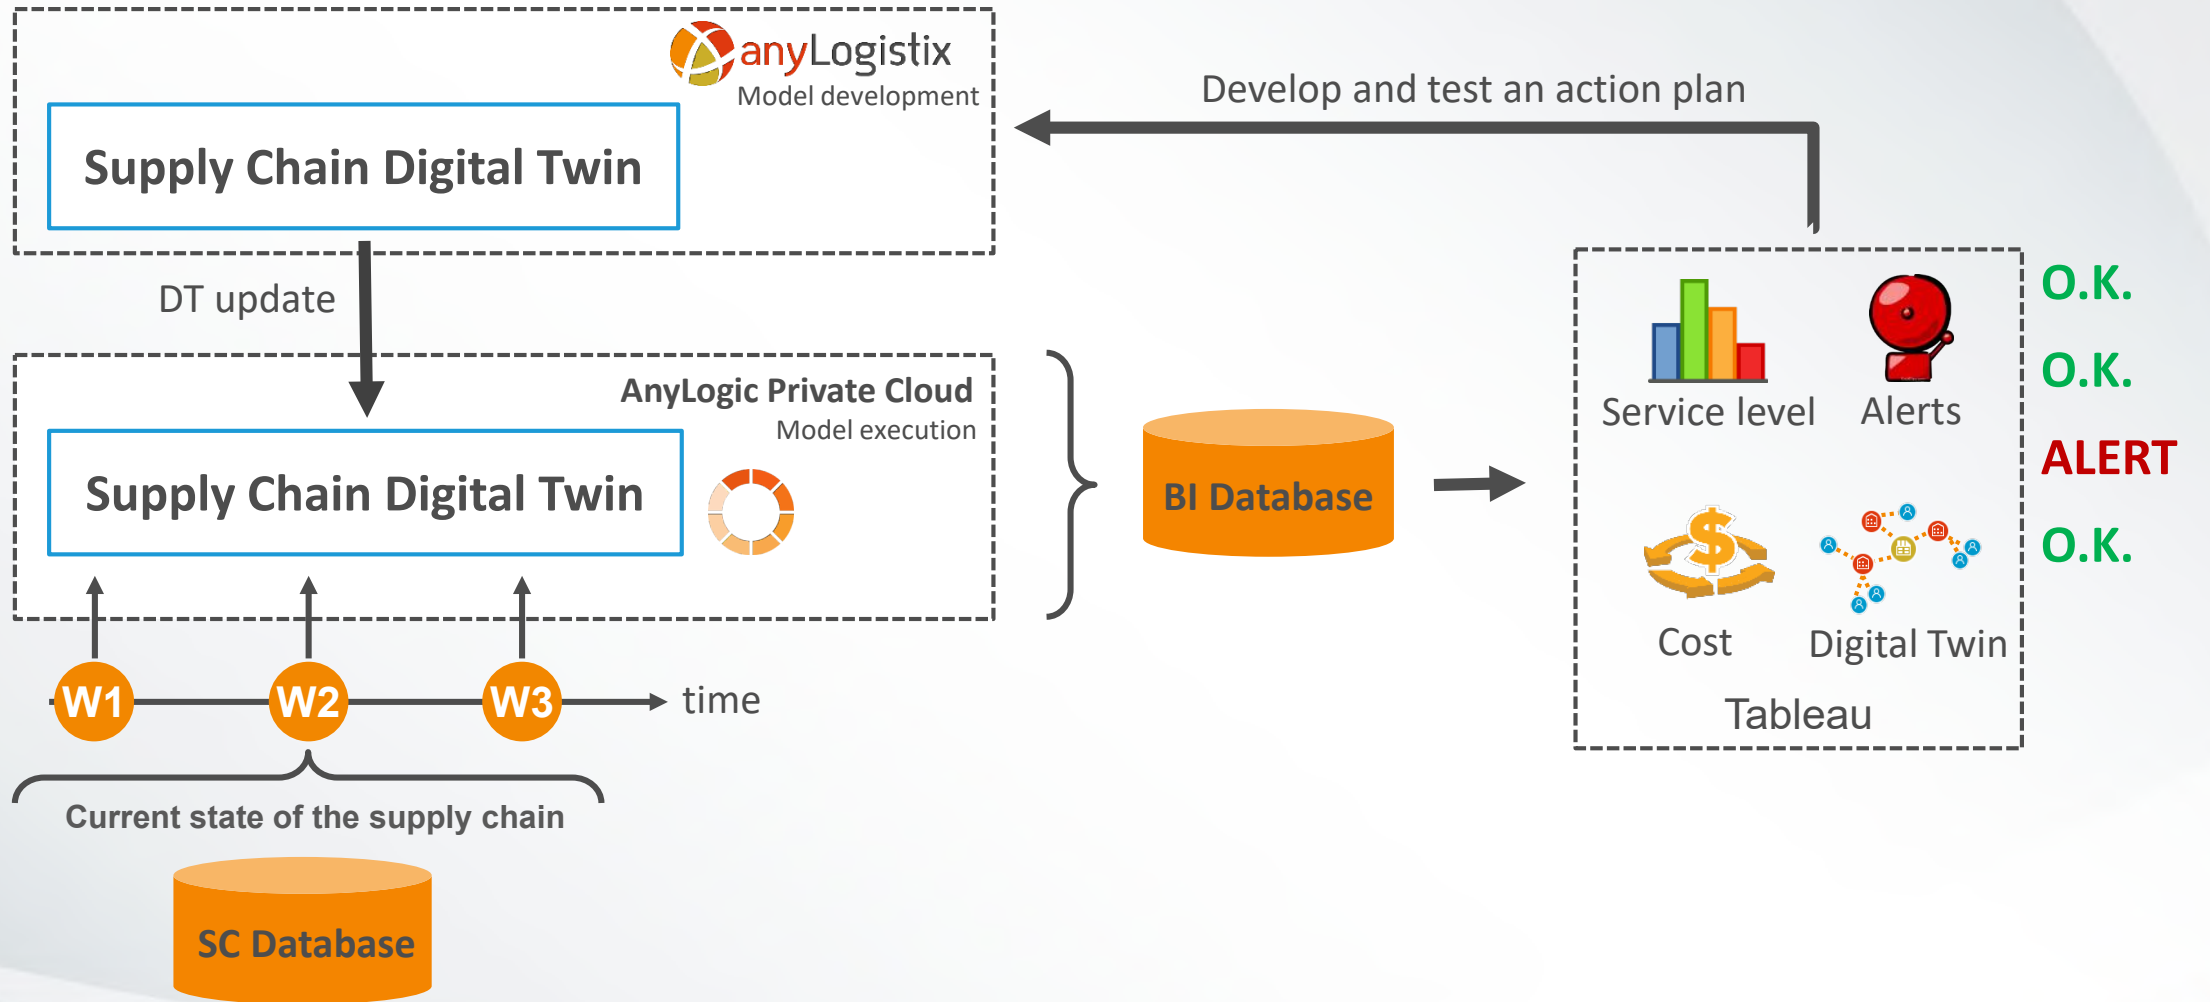 anyLogistix
Model development
Supply Chain Digital Twin
Develop and test an action plan
DT update
AnyLogic Private Cloud
Model execution
Supply Chain Digital Twin
W1
W2
W3
time
Current state of the supply chain
SC Database
BI Database
Service level
Alerts
Cost
Digital Twin
Tableau
O.K.
O.K.
ALERT
O.K.